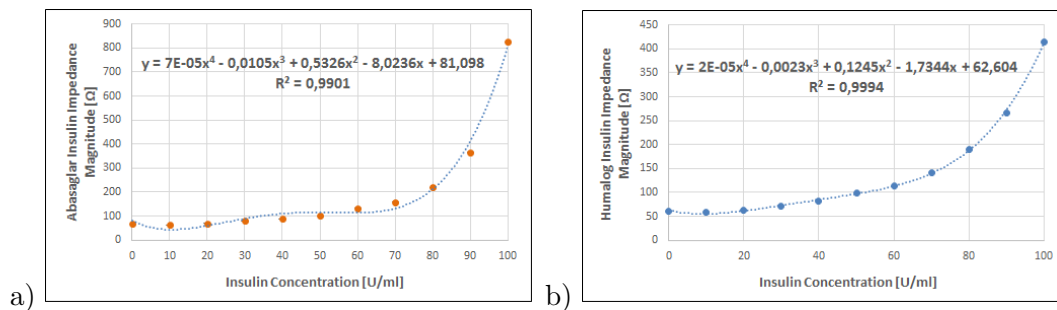 900
800
700
600
500
400
300
200
100
0
Abasaglar Insulin Impedance
Magnitude [Ω]
y = 7E-05x⁴ - 0,0105x³ + 0,5326x² - 8,0236x + 81,098
R² = 0,9901
0 10 20 30 40 50 60 70 80 90 100
Insulin Concentration [U/ml]
a)
450
400
350
300
250
200
150
100
50
0
Humalog Insulin Impedance
Magnitude [Ω]
y = 2E-05x⁴ - 0,0023x³ + 0,1245x² - 1,7344x + 62,604
R² = 0,9994
0 20 40 60 80 100
Insulin Concentration [U/ml]
b)